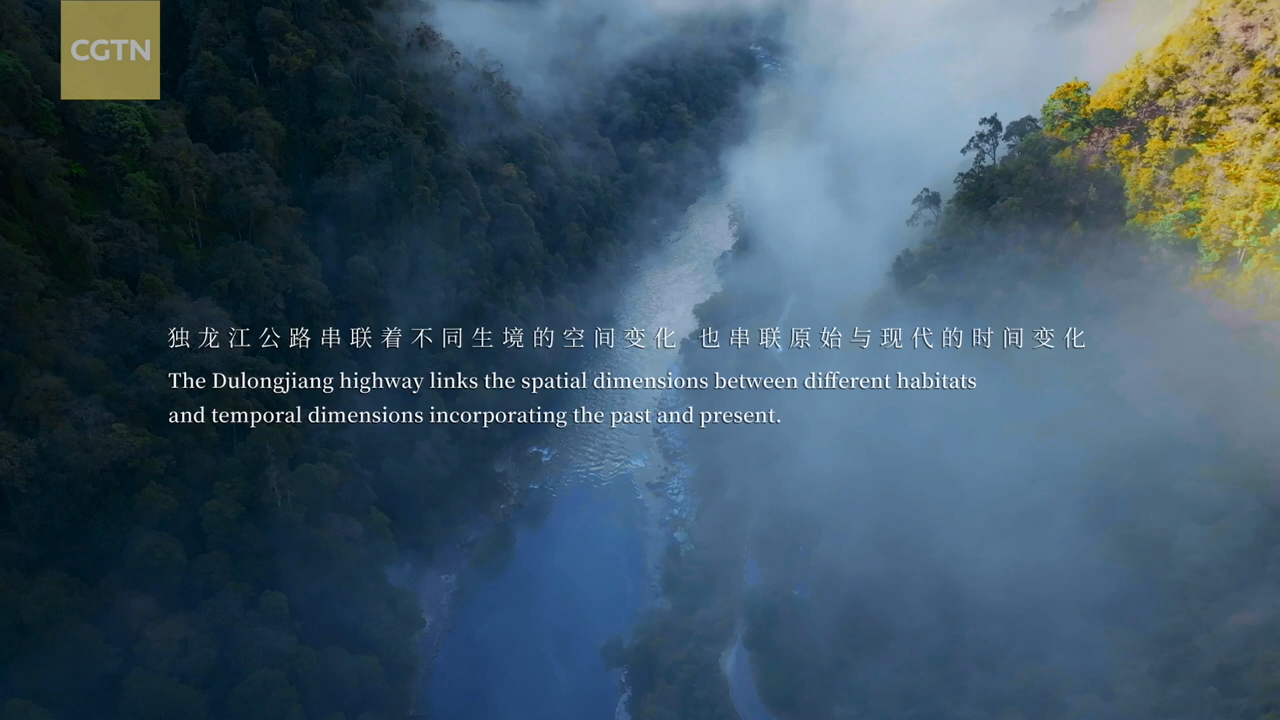 CGTN
独龙江公路串联着不同生境的空间变化 也串联原始与现代的时间变化
The Dulongjiang highway links the spatial dimensions between different habitats
and temporal dimensions incorporating the past and present.